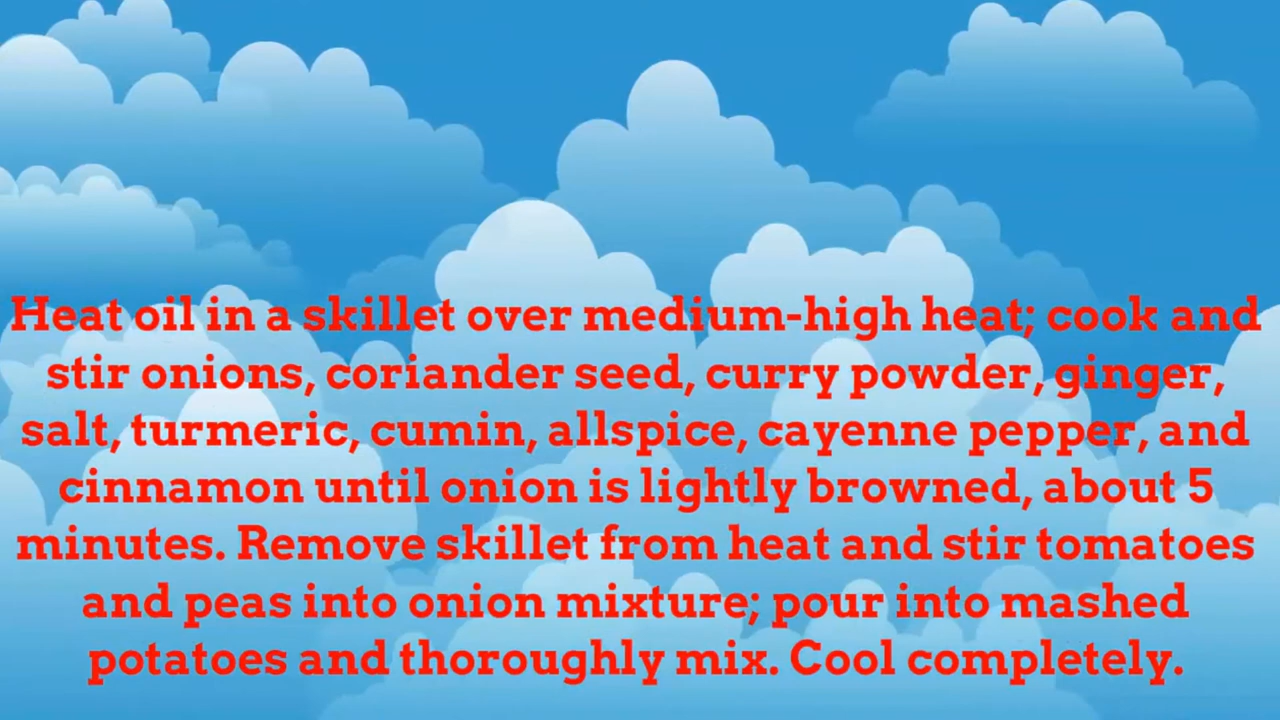 Heat oil in a skillet over medium-high heat; cook and
stir onions, coriander seed, curry powder, ginger,
salt, turmeric, cumin, allspice, cayenne pepper, and
cinnamon until onion is lightly browned, about 5
minutes. Remove skillet from heat and stir tomatoes
and peas into onion mixture; pour into mashed
potatoes and thoroughly mix. Cool completely.